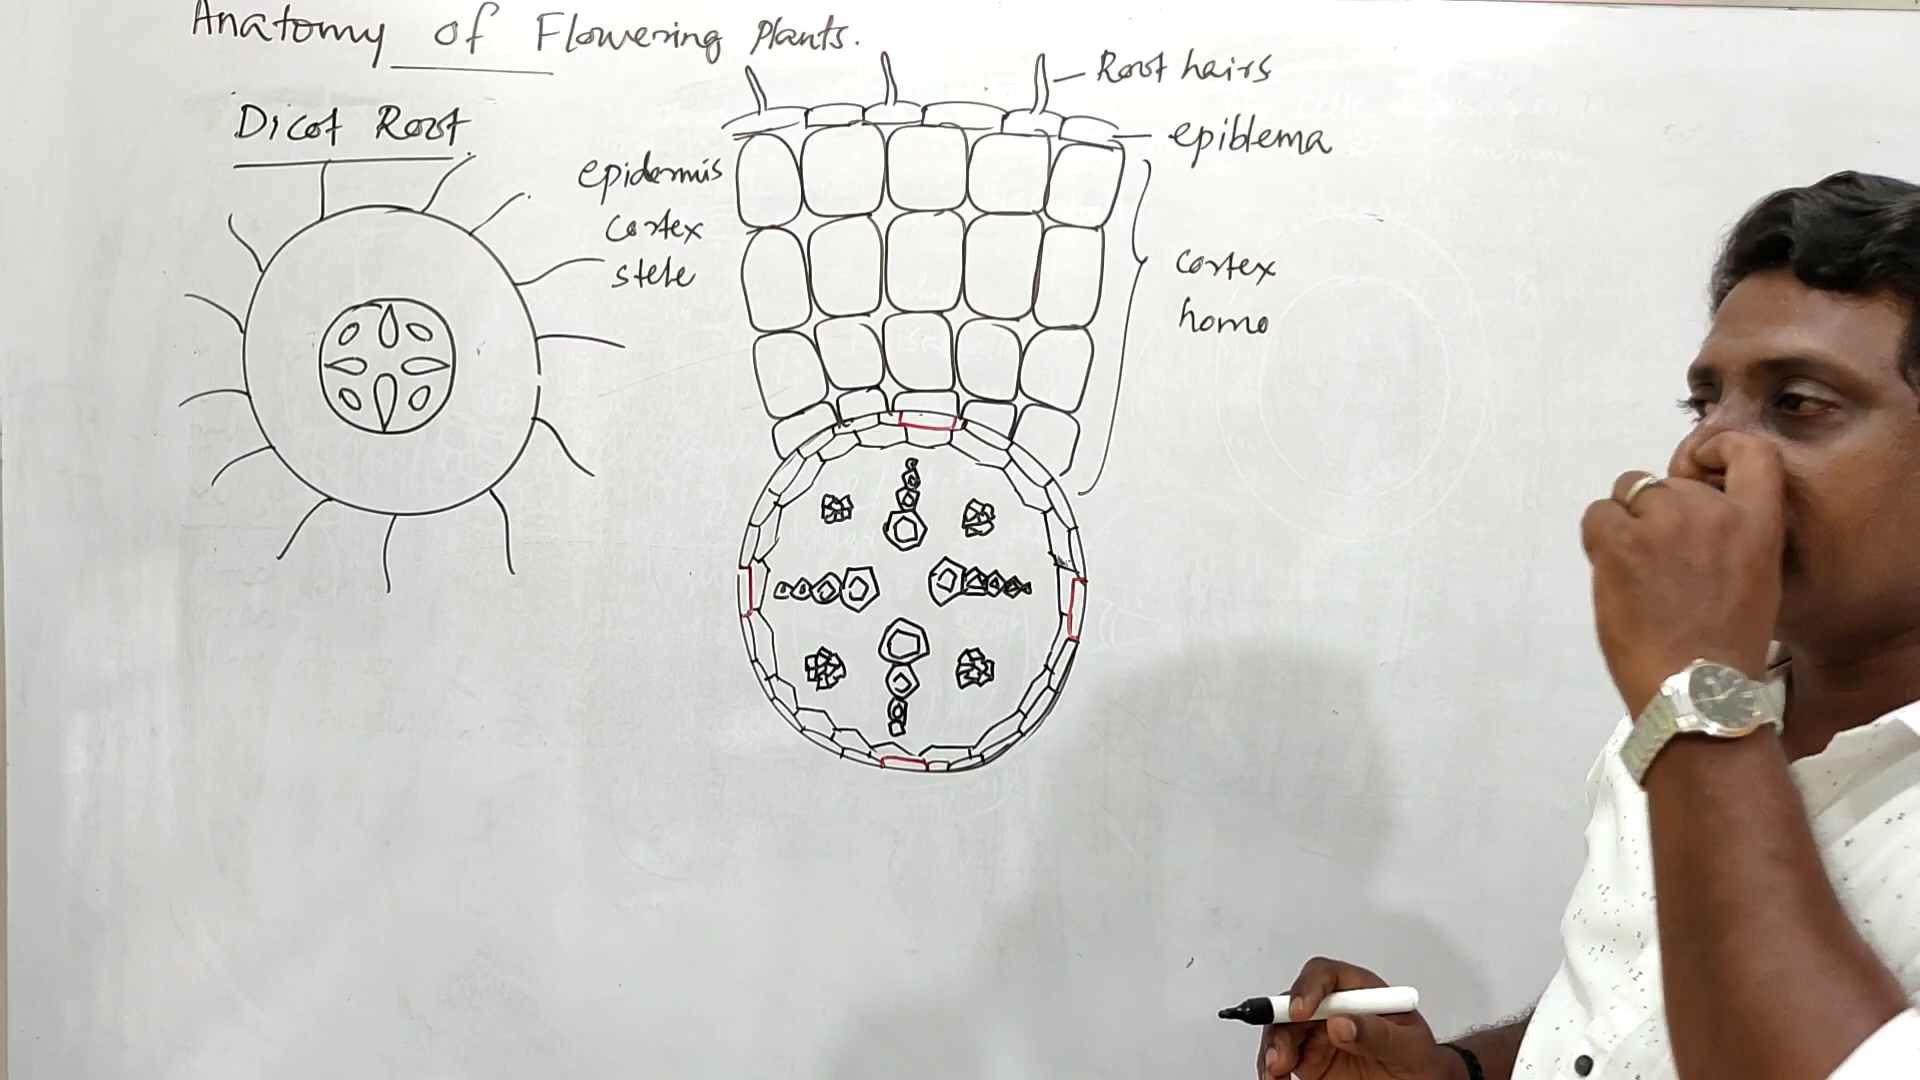 Anatomy of Flowering Plants.
Dicot Root
epidermis
cortex
stele
Root hairs
epiblema
cortex
homo